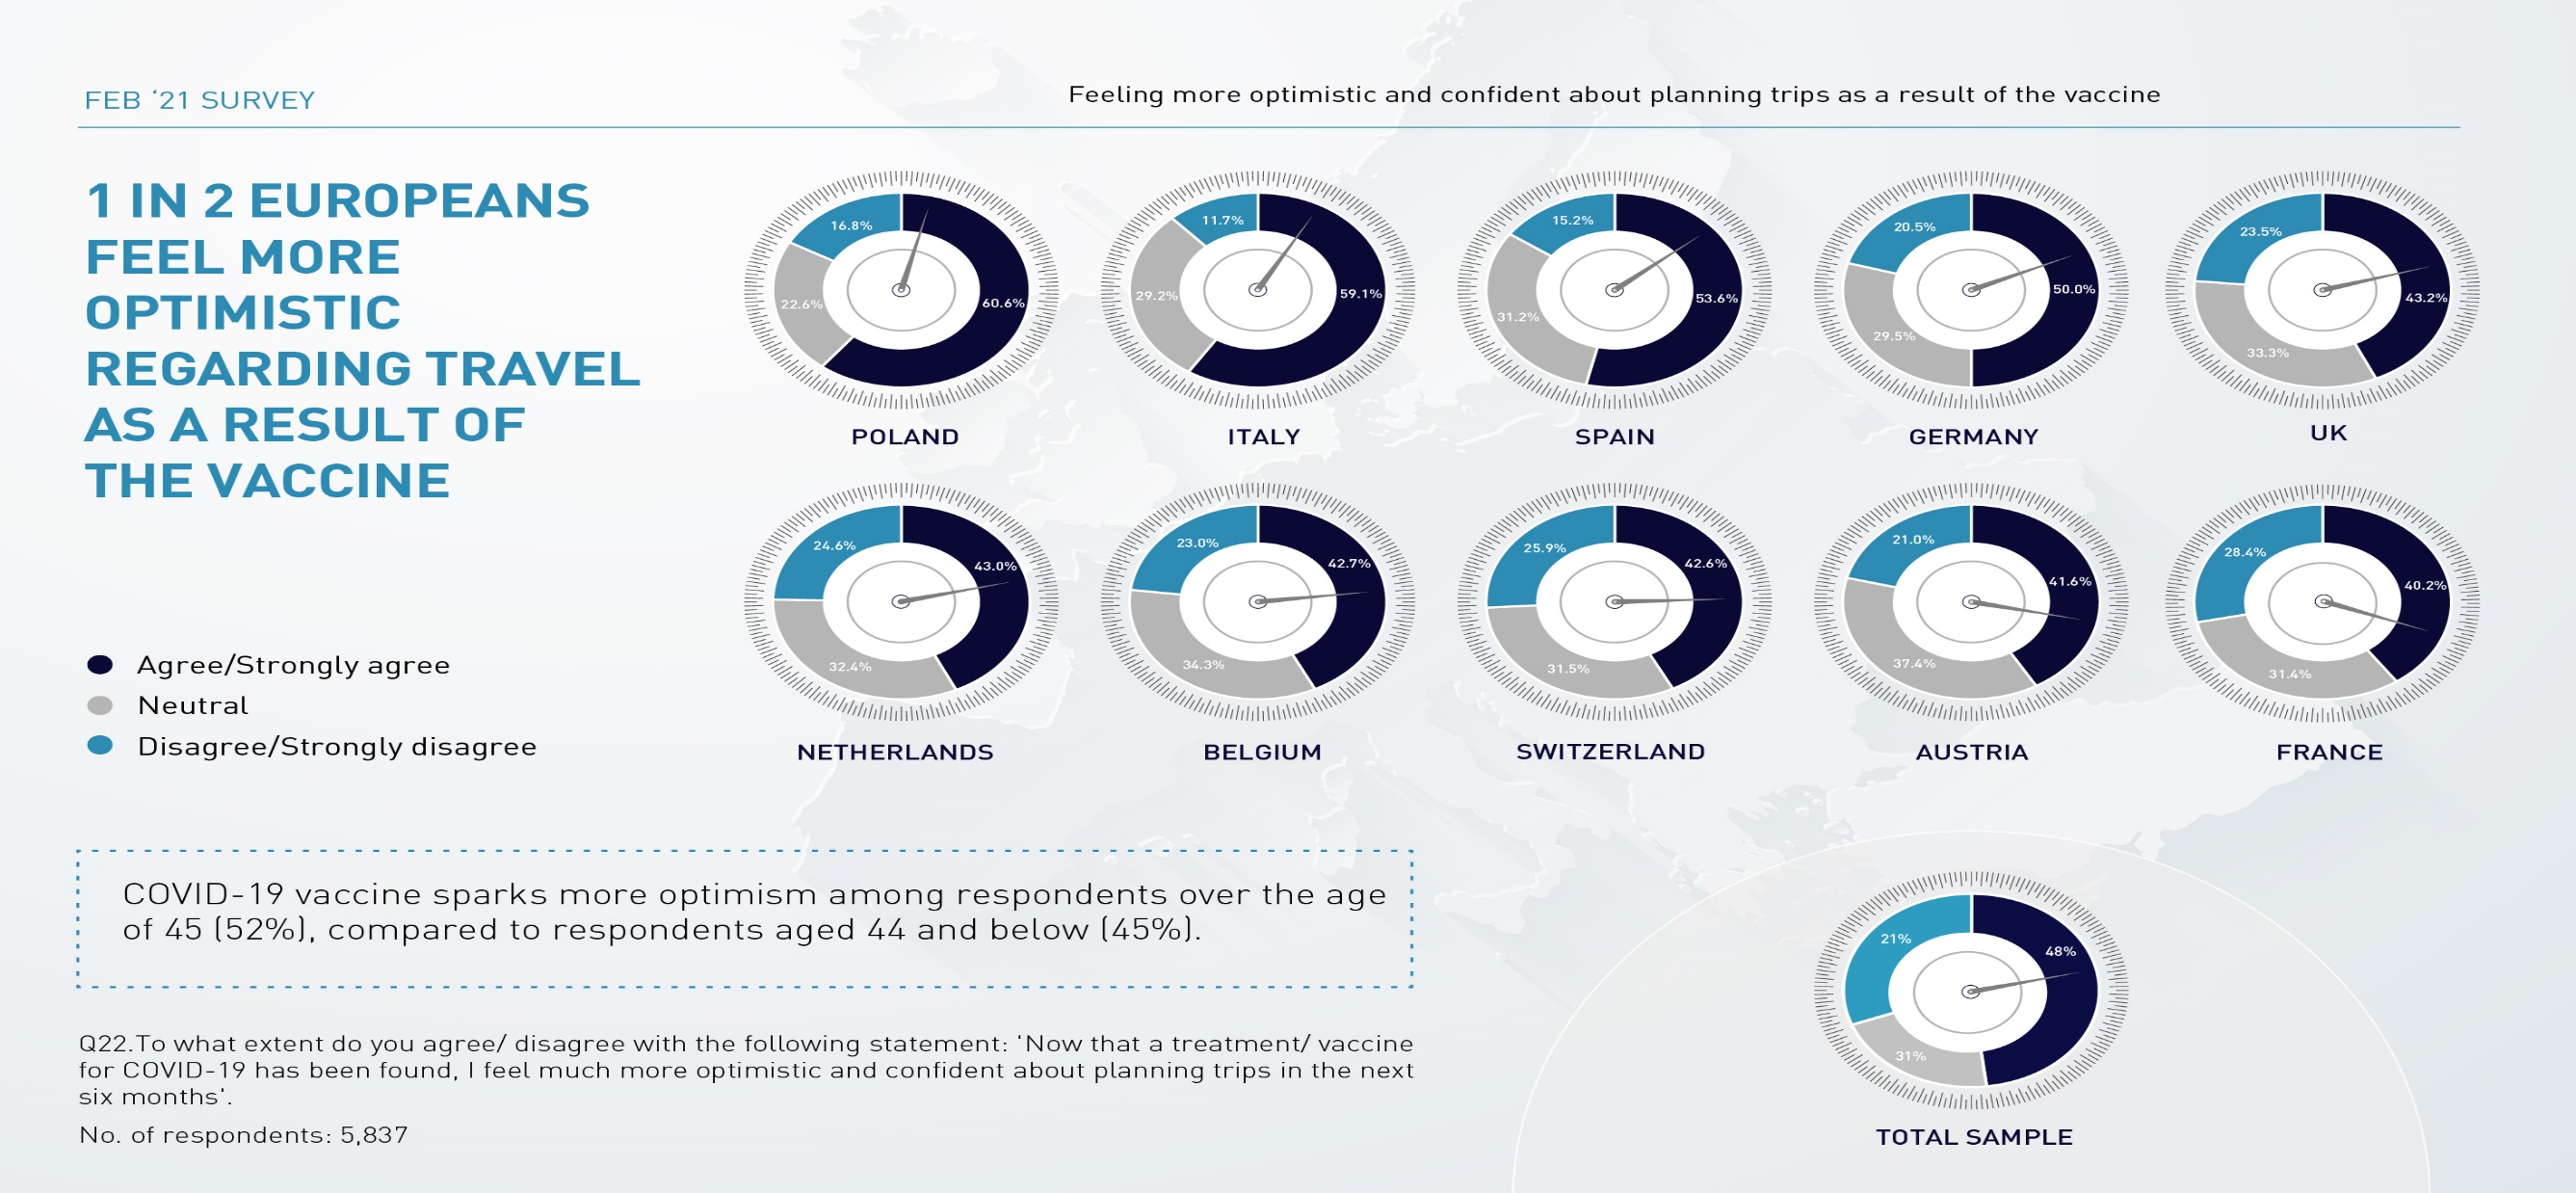 FEB ‘21 SURVEY
Feeling more optimistic and confident about planning trips as a result of the vaccine
1 IN 2 EUROPEANS
FEEL MORE
OPTIMISTIC
REGARDING TRAVEL
AS A RESULT OF
THE VACCINE
16.8%
22.6%
60.6%
POLAND
11.7%
29.2%
59.1%
ITALY
15.2%
31.2%
53.6%
SPAIN
20.5%
29.5%
50.0%
GERMANY
23.5%
33.3%
43.2%
UK
24.6%
32.4%
43.0%
NETHERLANDS
23.0%
34.3%
42.7%
BELGIUM
25.9%
31.5%
42.6%
SWITZERLAND
21.0%
37.4%
41.6%
AUSTRIA
28.4%
31.4%
40.2%
FRANCE
Agree/Strongly agree
Neutral
Disagree/Strongly disagree
COVID-19 vaccine sparks more optimism among respondents over the age
of 45 (52%), compared to respondents aged 44 and below (45%).
21%
31%
48%
TOTAL SAMPLE
Q22.To what extent do you agree/ disagree with the following statement: 'Now that a treatment/ vaccine
for COVID-19 has been found, I feel much more optimistic and confident about planning trips in the next
six months'.
No. of respondents: 5,837